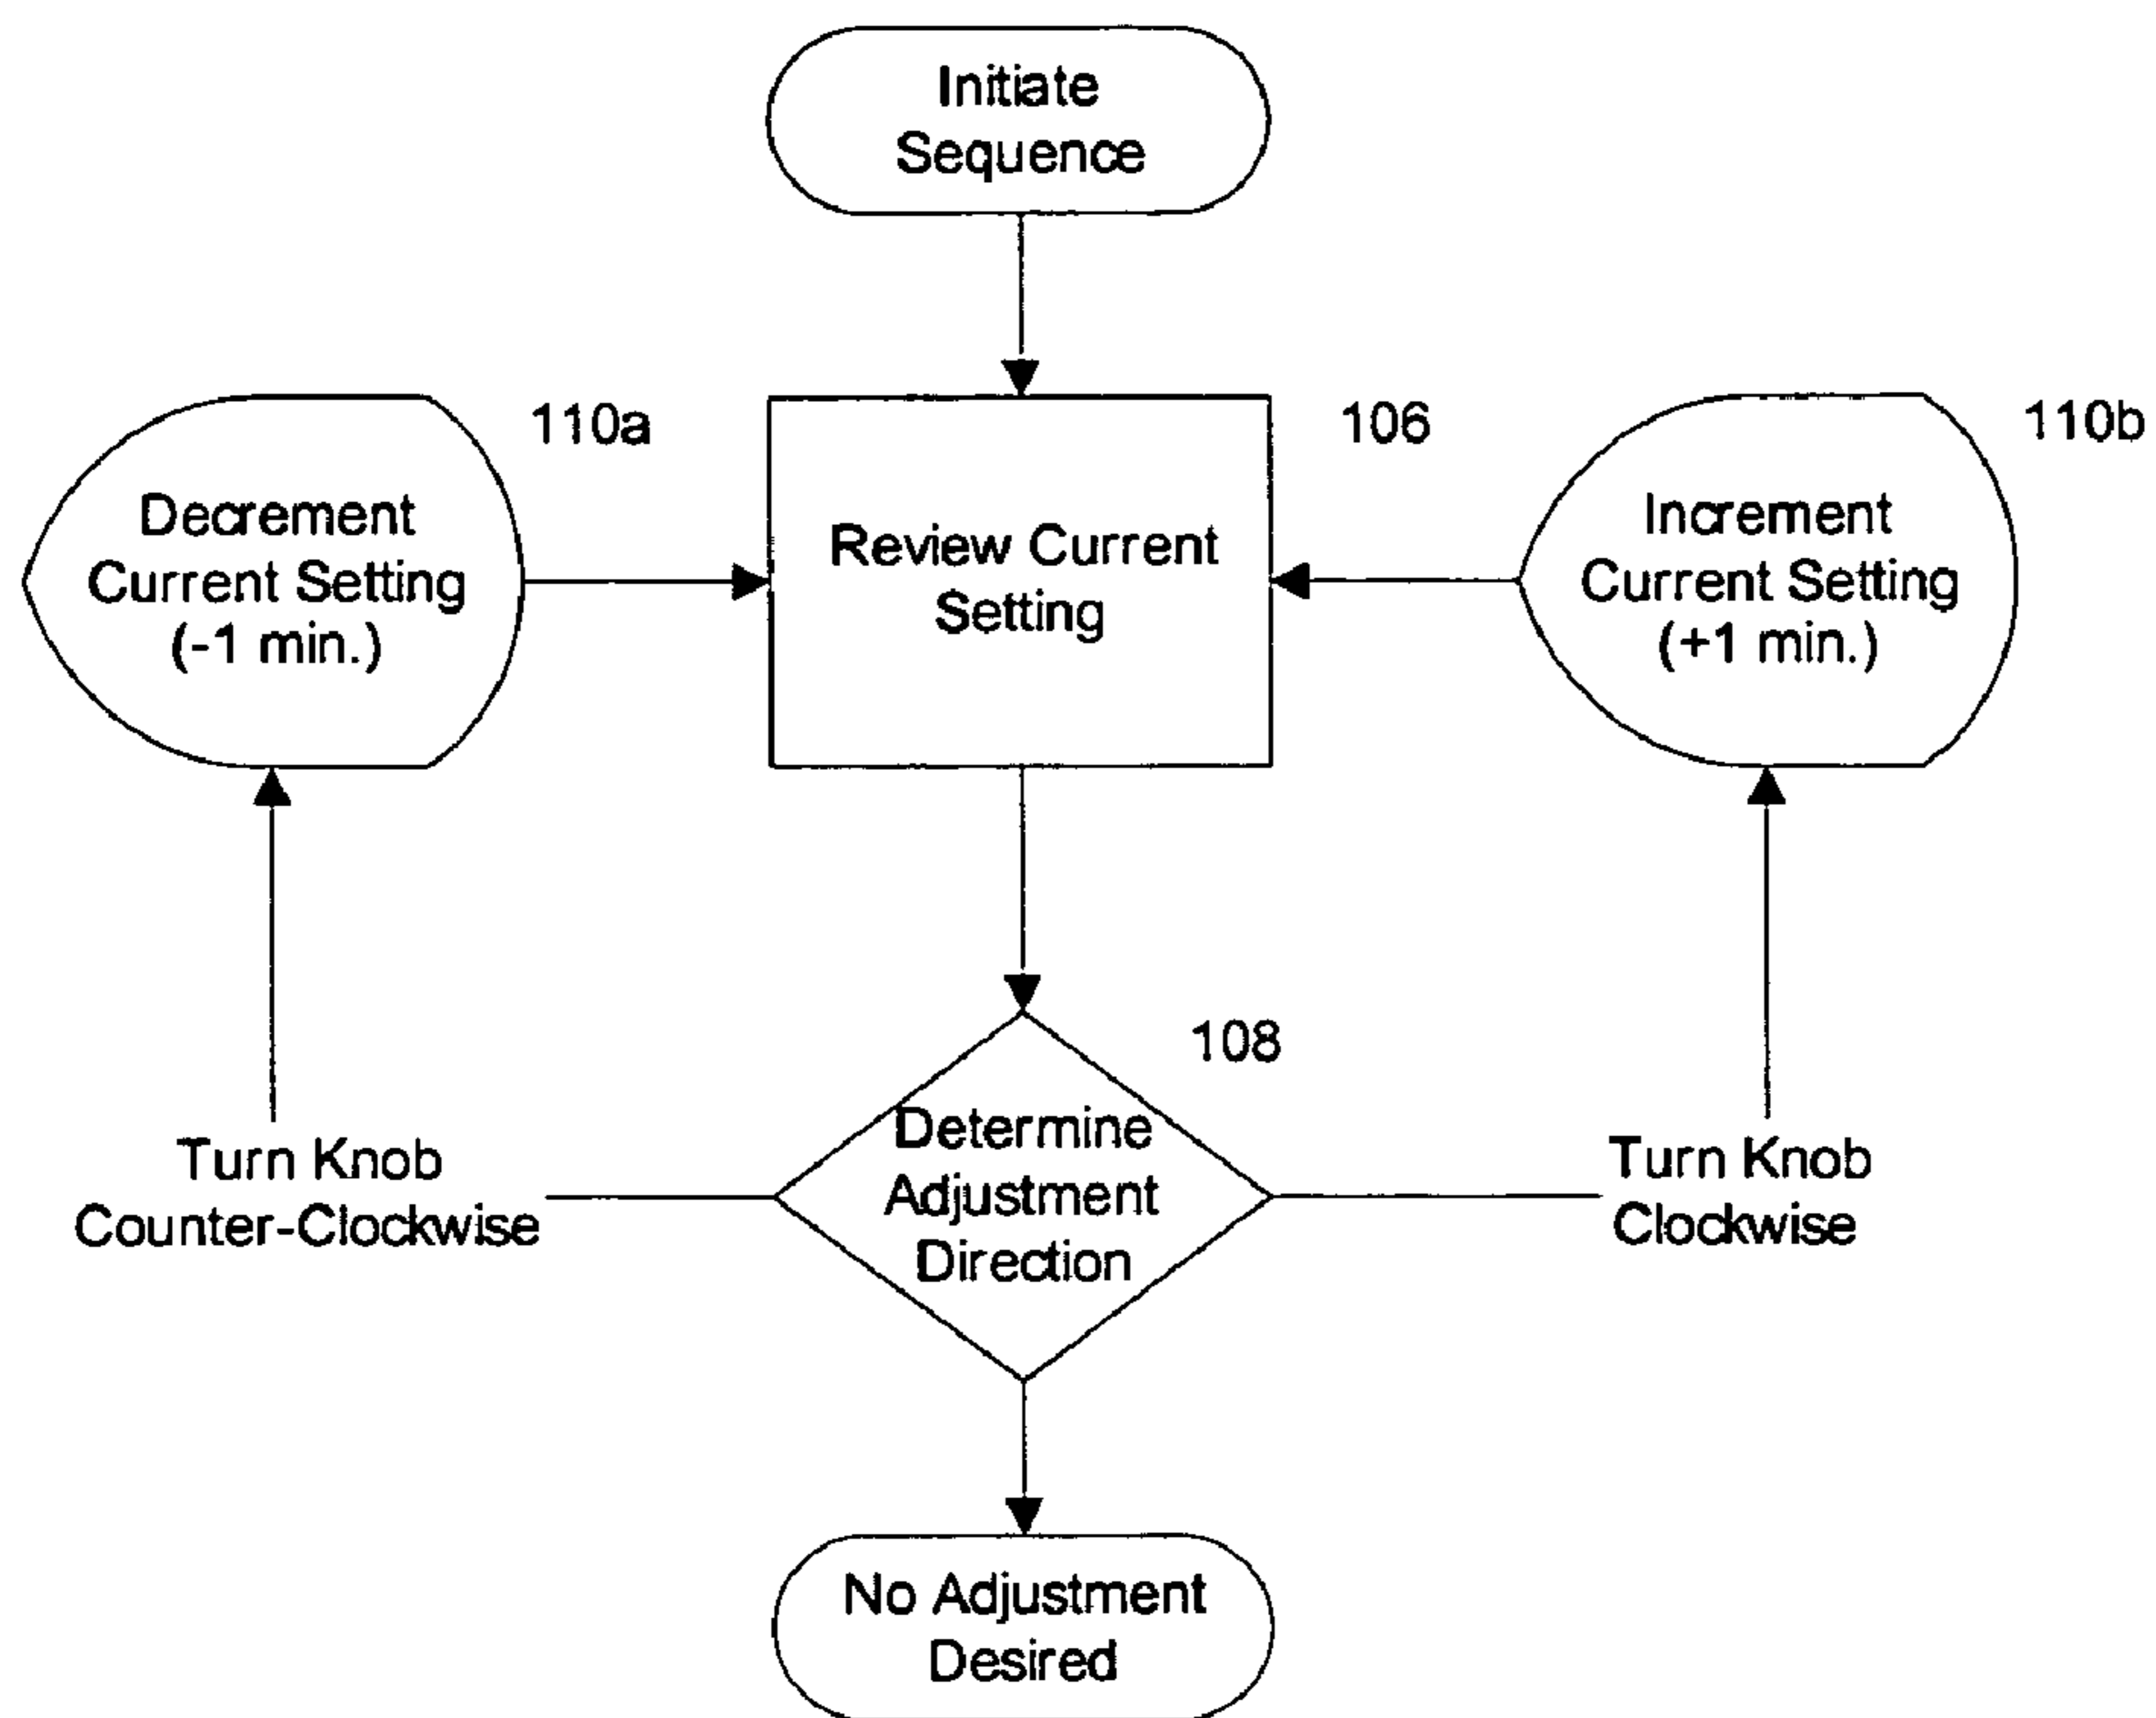 Initiate
Sequence
110a
106
110b
Decrement
Current Setting
(-1 min.)
Review Current
Setting
Increment
Current Setting
(+1 min.)
108
Turn Knob
Counter-Clockwise
Determine
Adjustment
Direction
Turn Knob
Clockwise
No Adjustment
Desired